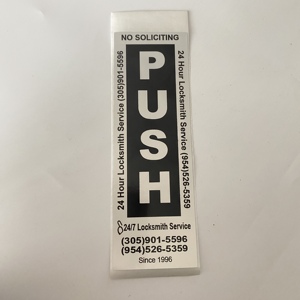 NO SOLICITING
24 Hour Locksmith Service (305)901-5596
PUSH
24 Hour Locksmith Service (954)526-5359
24/7 Locksmith Service
(305)901-5596
(954)526-5359
Since 1996